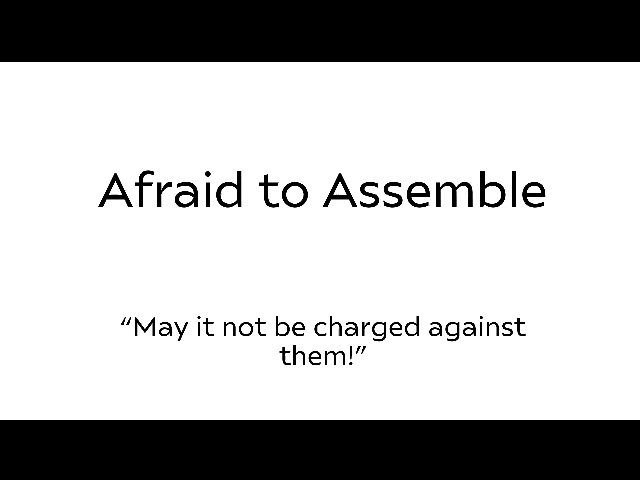 Afraid to Assemble
“May it not be charged against
them!”